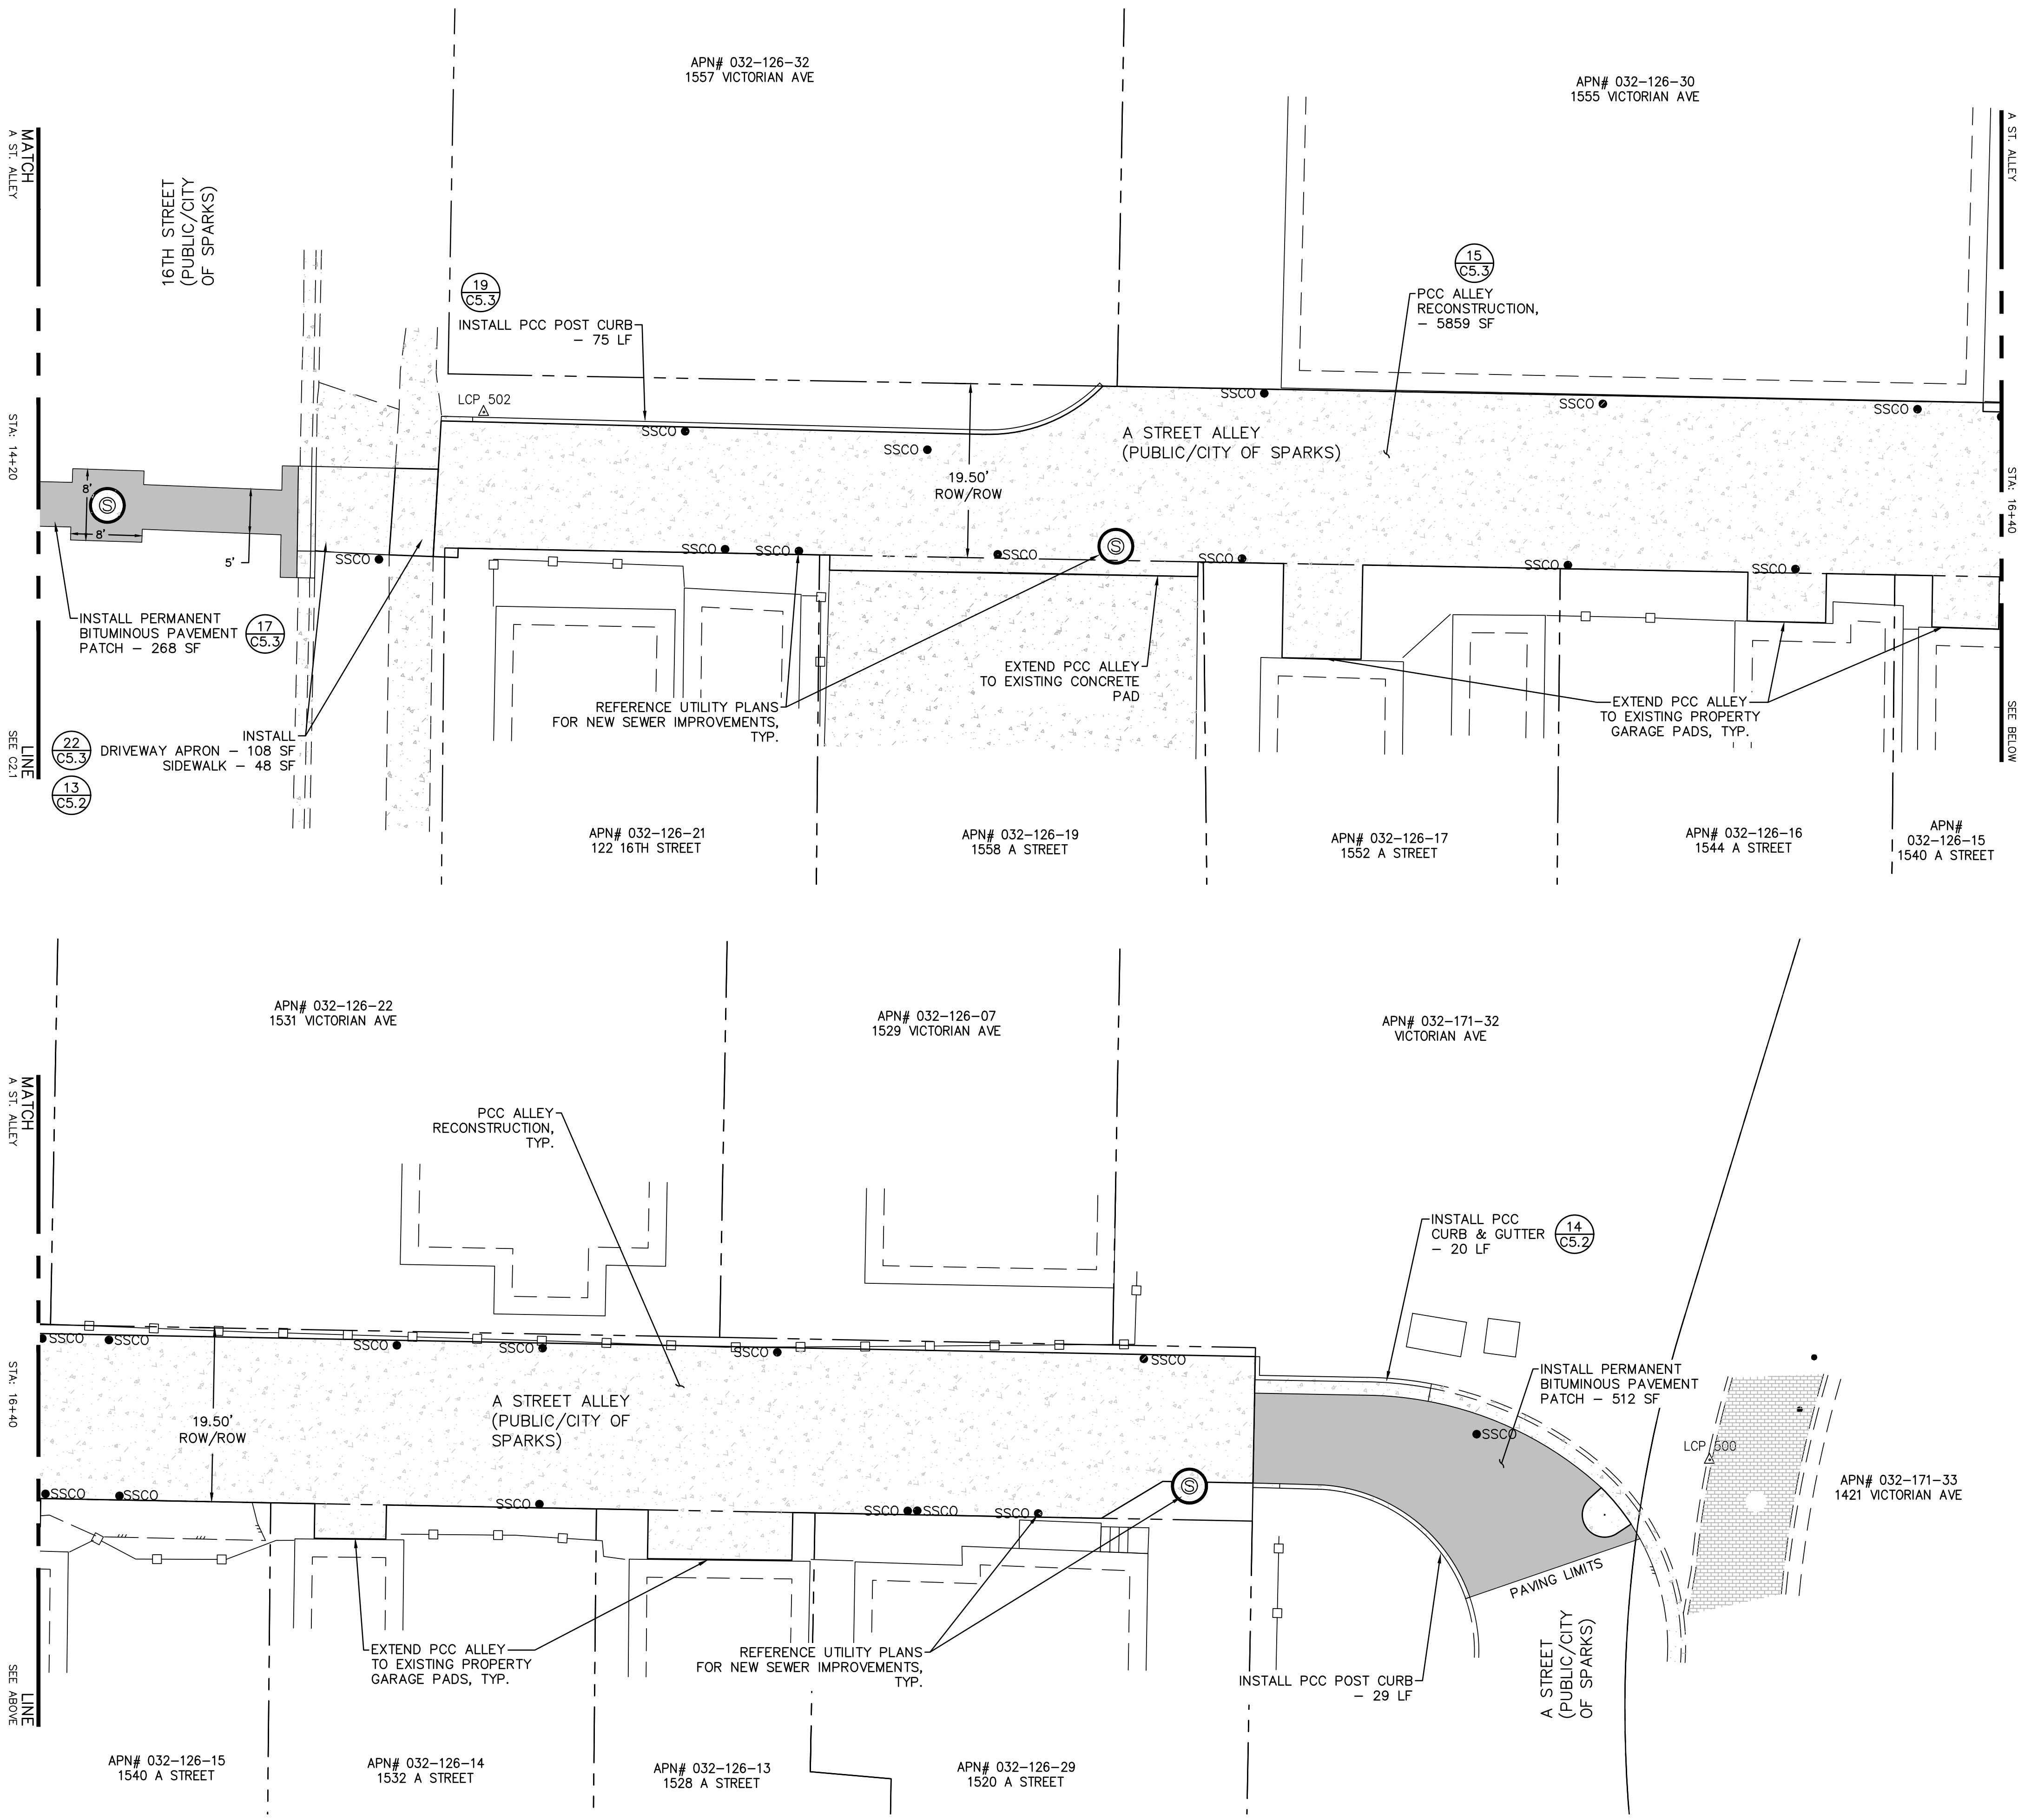 APN# 032-126-32
1557 VICTORIAN AVE
APN# 032-126-30
1555 VICTORIAN AVE
MATCH
A ST. ALLEY
STA: 14+20
LINE
SEE C2.1
A ST. ALLEY
STA: 16+40
SEE BELOW
16TH STREET
(PUBLIC/CITY
OF SPARKS)
19
C5.3
INSTALL PCC POST CURB
- 75 LF
15
C5.3
PCC ALLEY
RECONSTRUCTION,
- 5859 SF
LCP 502
SSCO
SSCO
SSCO
SSCO
SSCO
A STREET ALLEY
(PUBLIC/CITY OF SPARKS)
19.50'
ROW/ROW
8'
S
8'
5'
SSCO
SSCO
SSCO
SSCO
S
SSCO
SSCO
SSCO
INSTALL PERMANENT
BITUMINOUS PAVEMENT
PATCH - 268 SF
17
C5.3
EXTEND PCC ALLEY
TO EXISTING CONCRETE
PAD
REFERENCE UTILITY PLANS
FOR NEW SEWER IMPROVEMENTS,
TYP.
EXTEND PCC ALLEY
TO EXISTING PROPERTY
GARAGE PADS, TYP.
22
C5.3
INSTALL
DRIVEWAY APRON - 108 SF
SIDEWALK - 48 SF
13
C5.2
APN# 032-126-21
122 16TH STREET
APN# 032-126-19
1558 A STREET
APN# 032-126-17
1552 A STREET
APN# 032-126-16
1544 A STREET
APN#
032-126-15
1540 A STREET
APN# 032-126-22
1531 VICTORIAN AVE
APN# 032-126-07
1529 VICTORIAN AVE
APN# 032-171-32
VICTORIAN AVE
MATCH
A ST. ALLEY
STA: 16+40
LINE
SEE ABOVE
PCC ALLEY
RECONSTRUCTION,
TYP.
INSTALL PCC
CURB & GUTTER
- 20 LF
14
C5.2
SSCO
SSCO
SSCO
SSCO
SSCO
SSCO
INSTALL PERMANENT
BITUMINOUS PAVEMENT
PATCH - 512 SF
A STREET ALLEY
(PUBLIC/CITY OF
SPARKS)
19.50'
ROW/ROW
SSCO
LCP 500
APN# 032-171-33
1421 VICTORIAN AVE
S
SSCO
SSCO
SSCO
SSCO
SSCO
PAVING LIMITS
EXTEND PCC ALLEY
TO EXISTING PROPERTY
GARAGE PADS, TYP.
REFERENCE UTILITY PLANS
FOR NEW SEWER IMPROVEMENTS,
TYP.
INSTALL PCC POST CURB
- 29 LF
A STREET
(PUBLIC/CITY
OF SPARKS)
APN# 032-126-15
1540 A STREET
APN# 032-126-14
1532 A STREET
APN# 032-126-13
1528 A STREET
APN# 032-126-29
1520 A STREET